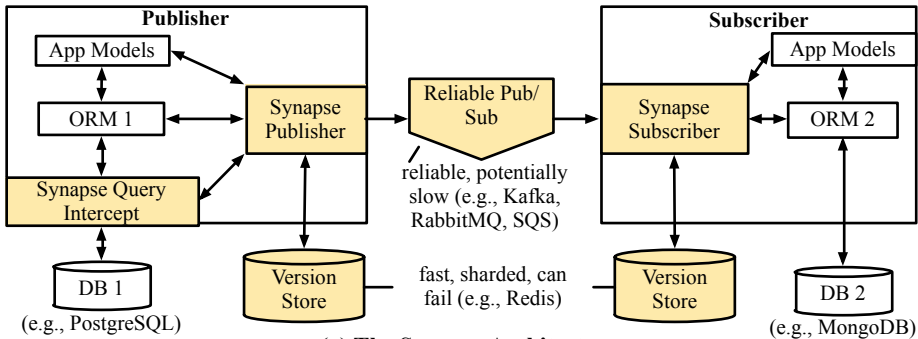 Publisher
App Models
ORM 1
Synapse Query
Intercept
DB 1
(e.g., PostgreSQL)
Synapse
Publisher
Version
Store
Reliable Pub/
Sub
reliable, potentially
slow (e.g., Kafka,
RabbitMQ, SQS)
fast, sharded, can
fail (e.g., Redis)
Subscriber
Synapse
Subscriber
App Models
ORM 2
Version
Store
DB 2
(e.g., MongoDB)